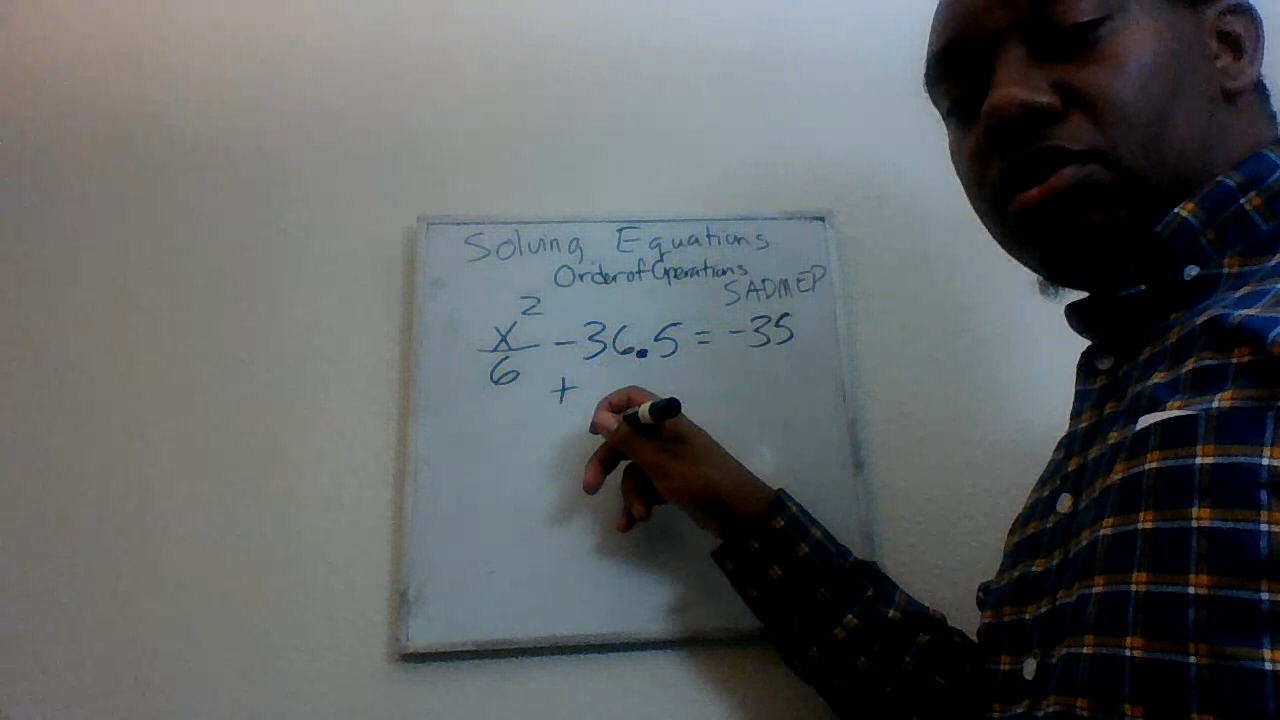 Solving Equations
Order of Operations
SADMEP
x² / 6 - 36.5 = -35
+